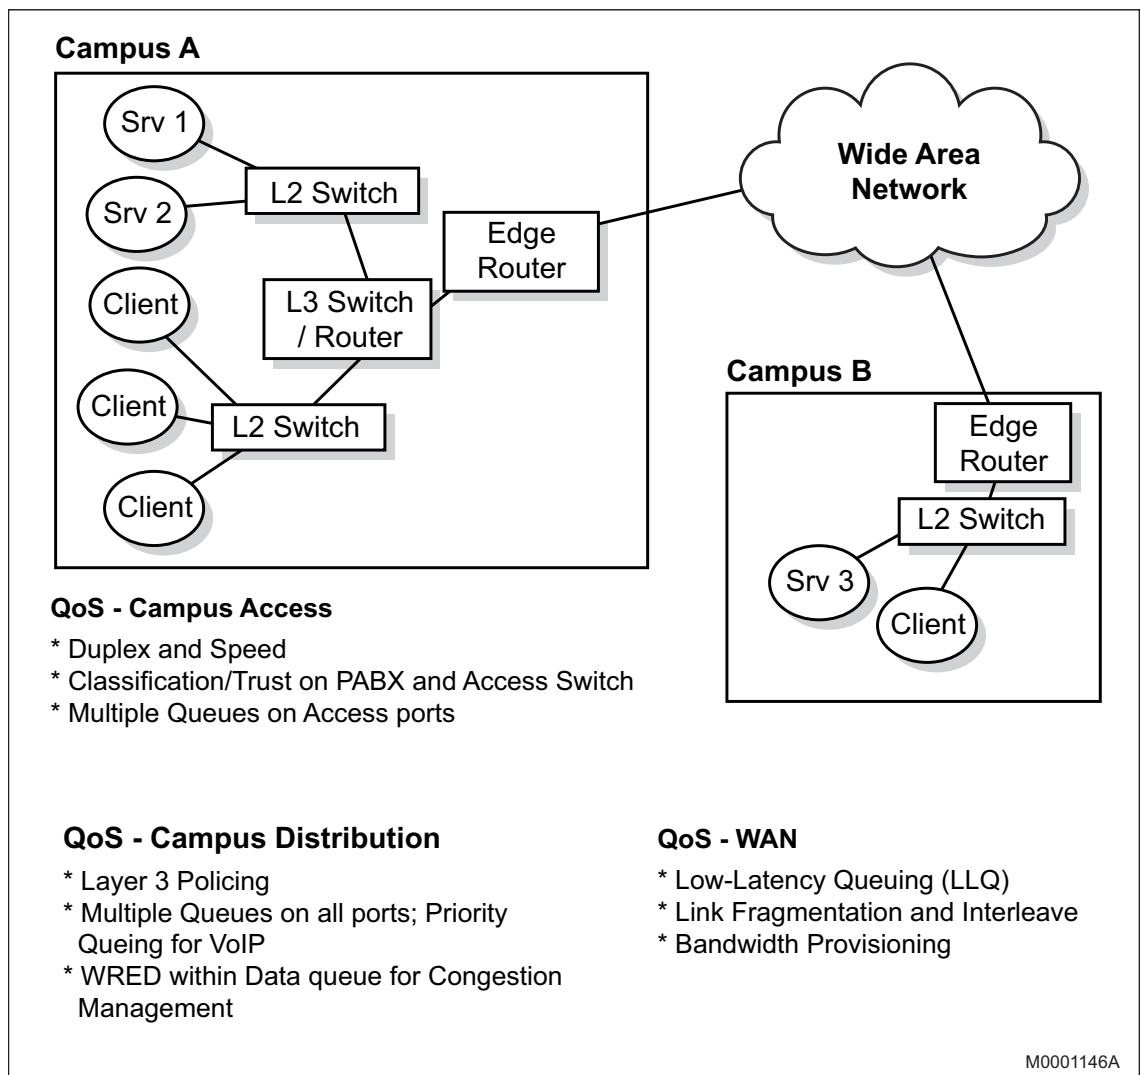 Campus A
Srv 1
L2 Switch
Srv 2
Edge
Router
Client
L3 Switch
/ Router
Client
L2 Switch
Client
Wide Area
Network
Campus B
Edge
Router
L2 Switch
Srv 3
Client
QoS - Campus Access
* Duplex and Speed
* Classification/Trust on PABX and Access Switch
* Multiple Queues on Access ports
QoS - Campus Distribution
* Layer 3 Policing
* Multiple Queues on all ports; Priority
Queing for VoIP
* WRED within Data queue for Congestion
Management
QoS - WAN
* Low-Latency Queuing (LLQ)
* Link Fragmentation and Interleave
* Bandwidth Provisioning
M0001146A